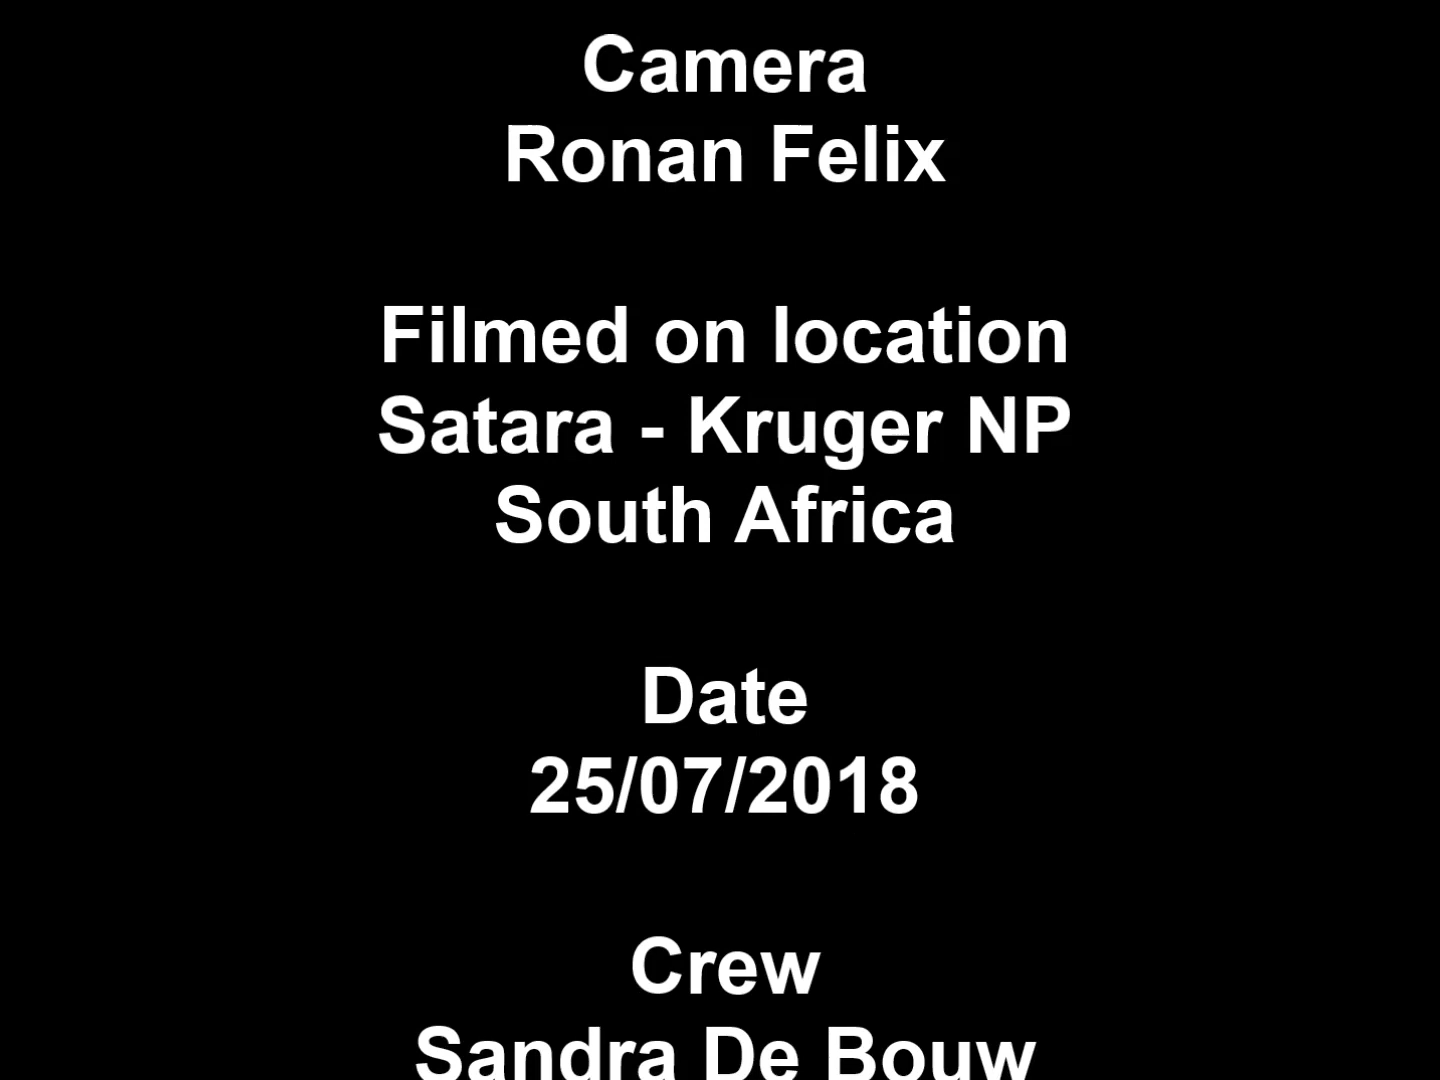 Camera
Ronan Felix
Filmed on location
Satara - Kruger NP
South Africa
Date
25/07/2018
Crew
Sandra De Bouw